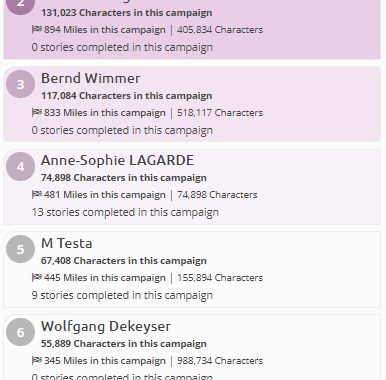 2
131,023 Characters in this campaign
894 Miles in this campaign | 405,834 Characters
0 stories completed in this campaign
3
Bernd Wimmer
117,084 Characters in this campaign
833 Miles in this campaign | 518,117 Characters
0 stories completed in this campaign
4
Anne-Sophie LAGARDE
74,898 Characters in this campaign
481 Miles in this campaign | 74,898 Characters
13 stories completed in this campaign
5
M Testa
67,408 Characters in this campaign
445 Miles in this campaign | 155,894 Characters
9 stories completed in this campaign
6
Wolfgang Dekeyser
55,889 Characters in this campaign
345 Miles in this campaign | 988,734 Characters
0 stories completed in this campaign